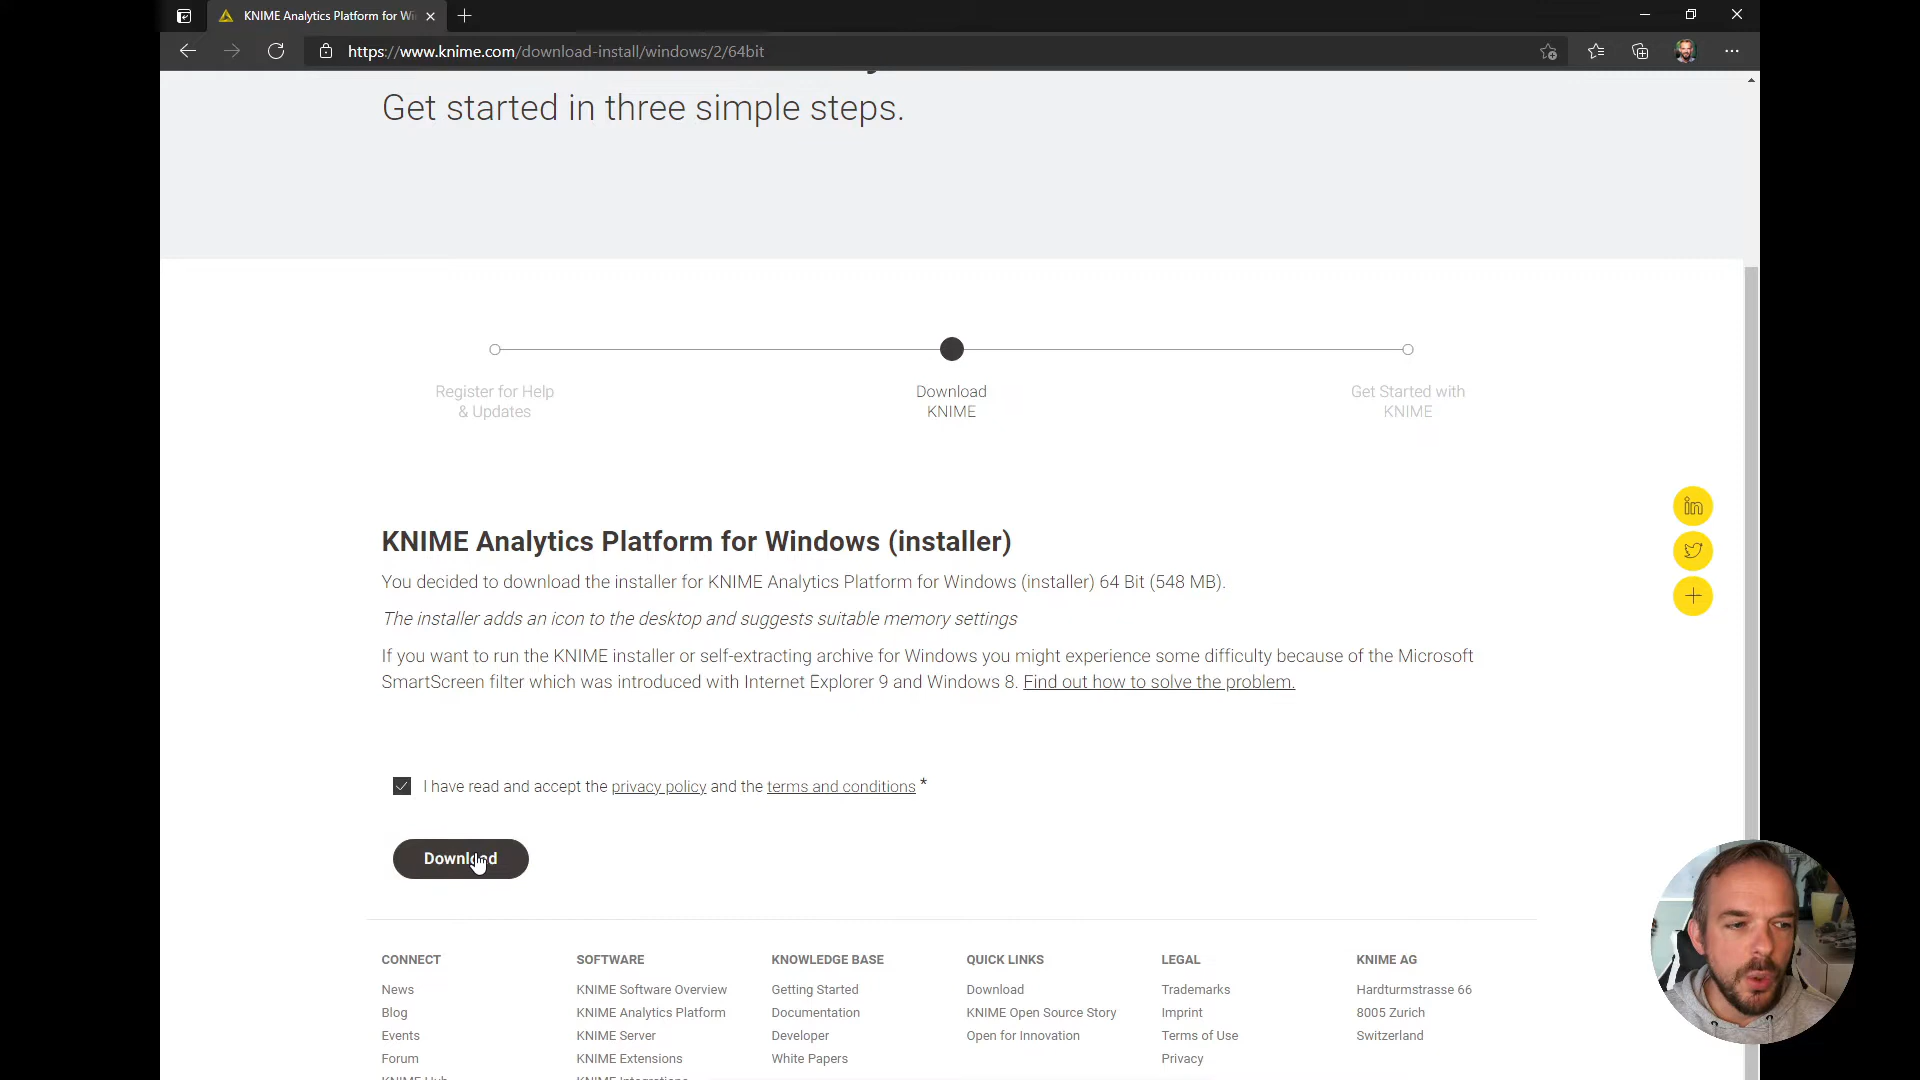 KNIME Analytics Platform for Wi
https://www.knime.com/download-install/windows/2/64bit
Get started in three simple steps.
Register for Help
& Updates
Download
KNIME
Get Started with
KNIME
KNIME Analytics Platform for Windows (installer)
You decided to download the installer for KNIME Analytics Platform for Windows (installer) 64 Bit (548 MB).
The installer adds an icon to the desktop and suggests suitable memory settings
If you want to run the KNIME installer or self-extracting archive for Windows you might experience some difficulty because of the Microsoft
SmartScreen filter which was introduced with Internet Explorer 9 and Windows 8. Find out how to solve the problem.
in
I have read and accept the privacy policy and the terms and conditions *
Download
CONNECT
News
Blog
Events
Forum
KNIME Hub
SOFTWARE
KNIME Software Overview
KNIME Analytics Platform
KNIME Server
KNIME Extensions
KNIME Integrations
KNOWLEDGE BASE
Getting Started
Documentation
Developer
White Papers
QUICK LINKS
Download
KNIME Open Source Story
Open for Innovation
LEGAL
Trademarks
Imprint
Terms of Use
Privacy
KNIME AG
Hardturmstrasse 66
8005 Zurich
Switzerland